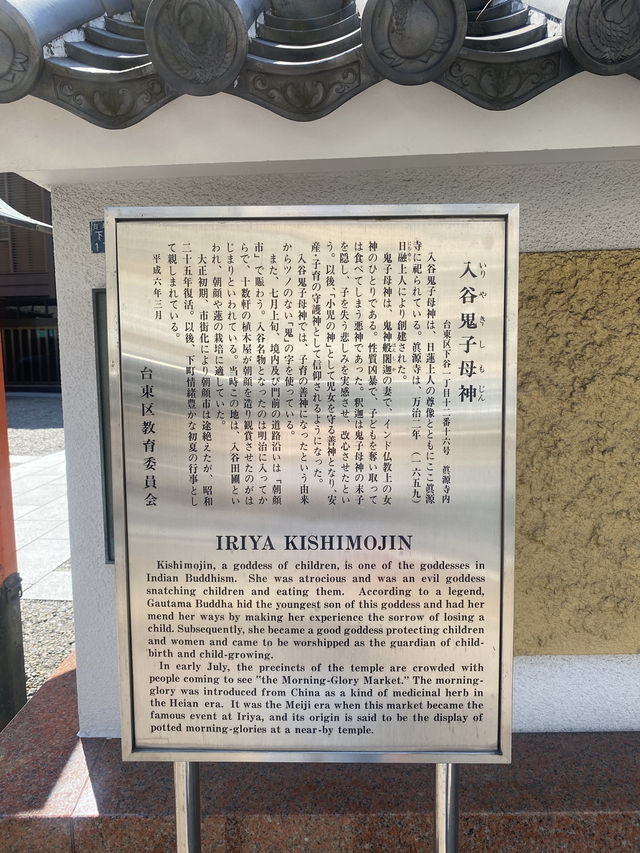 入谷鬼子母神
いりやきしもじん
台東区下谷一丁目十二番十六号 眞源寺内
入谷鬼子母神は、日蓮上人の尊像とともにここ眞源
寺に祀られている。眞源寺は、万治二年(一六五九)
日融上人により創建された。
にちゆう
鬼子母神は、鬼神般闍迦の妻で、インド仏教上の女
神のひとりである。性質凶暴で、子どもを奪い取って
は食べてしまう悪神であった。釈迦は鬼子母神の末子
を隠し、子を失う悲しみを実感させ、改心させたとい
う。以後、「小児の神」として児女を守る善神となり、安
産・子育の守護神として信仰されるようになった。
入谷鬼子母神では、子育の善神になったという由来
からツノのない「鬼」の字を使っている。
また、七月上旬、境内及び門前の道路沿いは「朝顔
市」で賑わう。入谷名物となったのは明治に入ってか
らで、十数軒の植木屋が朝顔を造り観賞させたのがは
じまりといわれている。当時この地は、入谷田圃とい
われ、朝顔や蓮の栽培に適していた。
大正初期、市街化により朝顔市は途絶えたが、昭和
二十五年復活。以後、下町情緒豊かな初夏の行事とし
て親しまれている。
平成六年三月
台東区教育委員会
IRIYA KISHIMOJIN
Kishimojin, a goddess of children, is one of the goddesses in
Indian Buddhism. She was atrocious and was an evil goddess
snatching children and eating them. According to a legend,
Gautama Buddha hid the youngest son of this goddess and had her
mend her ways by making her experience the sorrow of losing a
child. Subsequently, she became a good goddess protecting children
and women and came to be worshipped as the guardian of child-
birth and child-growing.
In early July, the precincts of the temple are crowded with
people coming to see "the Morning-Glory Market." The morning-
glory was introduced from China as a kind of medicinal herb in
the Heian era. It was the Meiji era when this market became the
famous event at Iriya, and its origin is said to be the display of
potted morning-glories at a near-by temple.